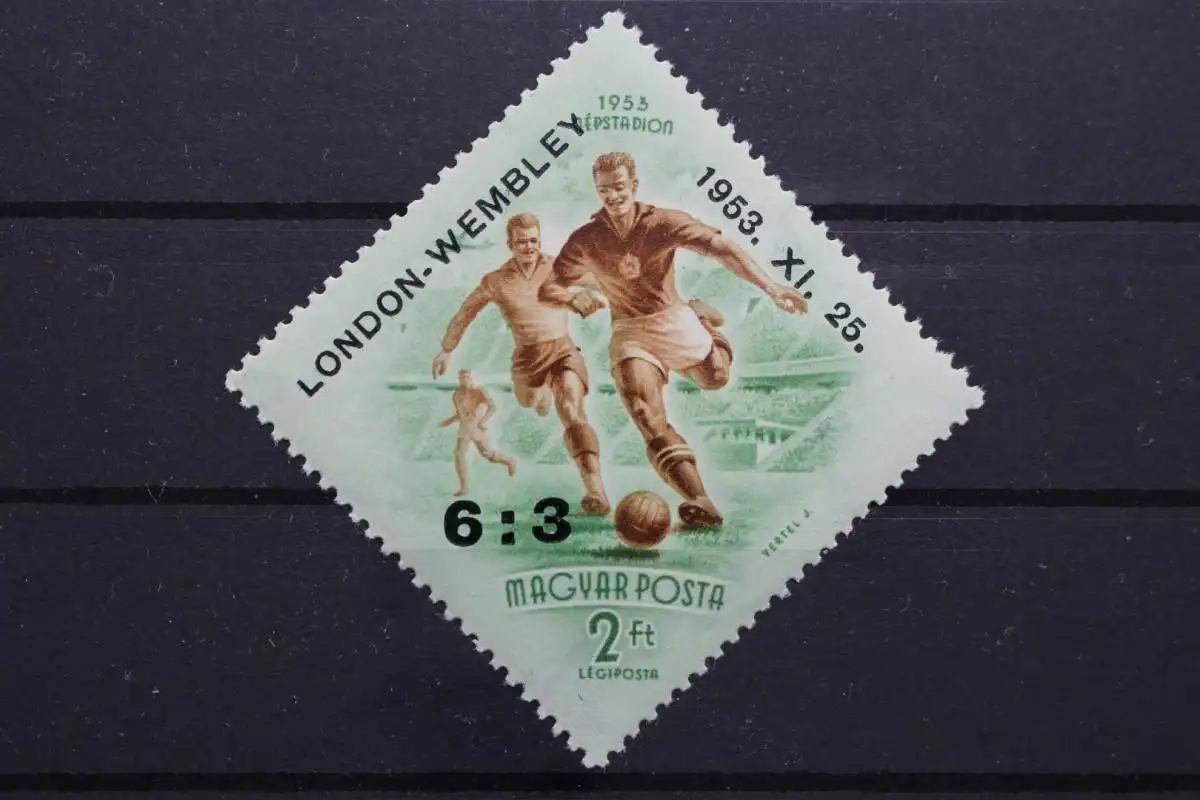 1953
NÉPSTADION
LONDON-WEMBLEY
1953. XI. 25.
6:3
VERTEL J.
MAGYAR POSTA
2 Ft
LÉGIPOSTA